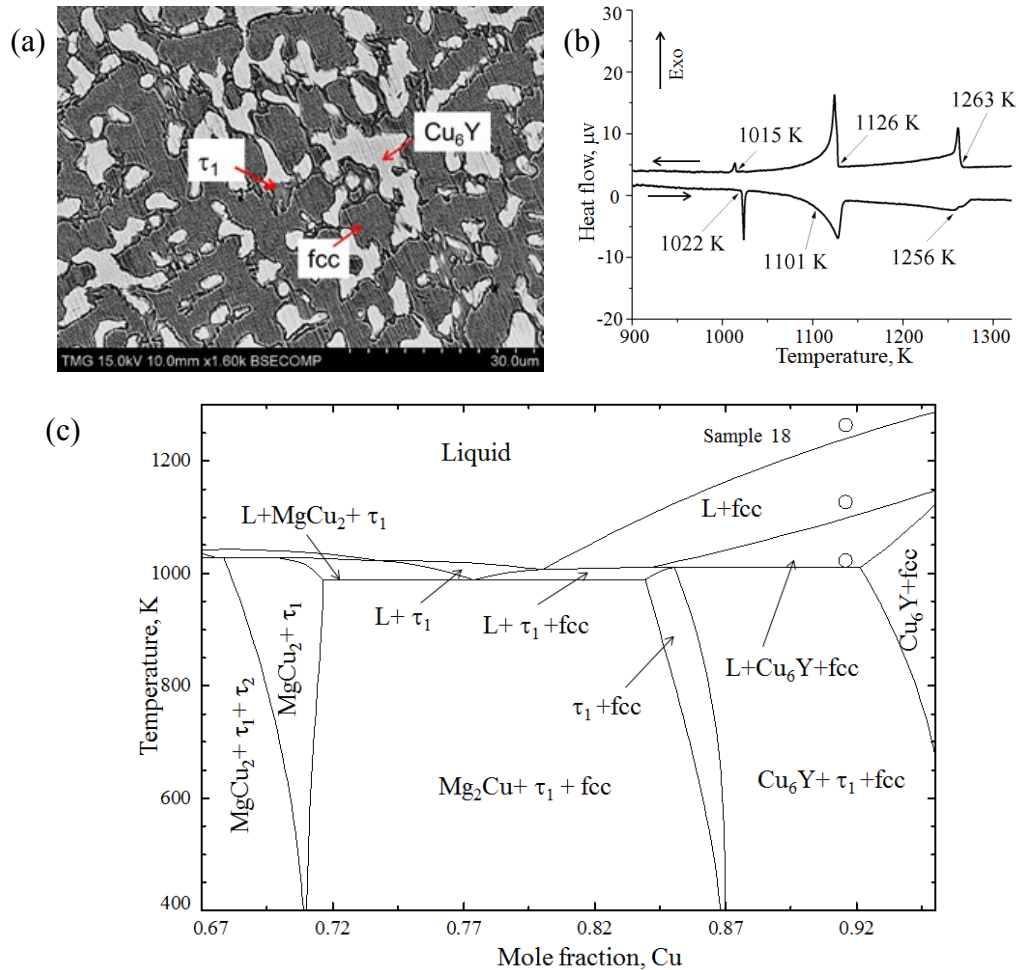 (a)
Cu₆Y
τ₁
fcc
TMG 15.0kV 10.0mm x1.60k BSECOMP
30.0um
(b)
Exo
Heat flow, μv
30
20
10
0
-10
-20
1015 K
1126 K
1263 K
1022 K
1101 K
1256 K
900
1000
1100
1200
1300
Temperature, K
(c)
Temperature, K
1200
1000
800
600
400
Liquid
Sample 18
L+fcc
L+MgCu₂+ τ₁
L+ τ₁
L+ τ₁+fcc
L+Cu₆Y+fcc
Cu₆Y+fcc
MgCu₂+ τ₁
MgCu₂+ τ₁+ τ₂
τ₁+fcc
Mg₂Cu+ τ₁ + fcc
Cu₆Y+ τ₁ +fcc
0.67
0.72
0.77
0.82
0.87
0.92
Mole fraction, Cu